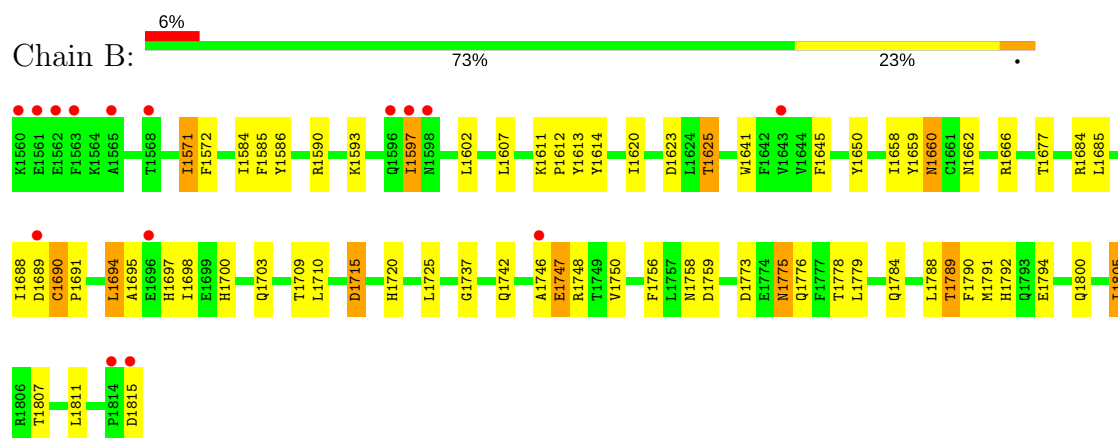 6%
Chain B:
73% 23% •
K1560 E1561 E1562 F1563 K1564 A1565 T1568 I1571 F1572 I1584 F1585 Y1586 R1590 K1593 Q1596 I1597 N1598 L1602 L1607 K1611 P1612 Y1613 Y1614 I1620 D1623 L1624 T1625 W1641 F1642 V1643 V1644 F1645 Y1650 I1658 Y1659 N1660 C1661 N1662 R1666 T1677 R1684 L1685
I1688 D1689 C1690 P1691 L1694 A1695 E1696 H1697 I1698 E1699 H1700 Q1703 T1709 L1710 D1715 H1720 L1725 G1737 Q1742 A1746 E1747 R1748 T1749 V1750 F1756 L1757 N1758 D1759 D1773 E1774 N1775 Q1776 F1777 T1778 L1779 Q1784 L1788 T1789 F1790 M1791 H1792 Q1793 E1794 Q1800 I1805
R1806 T1807 L1811 P1814 D1815